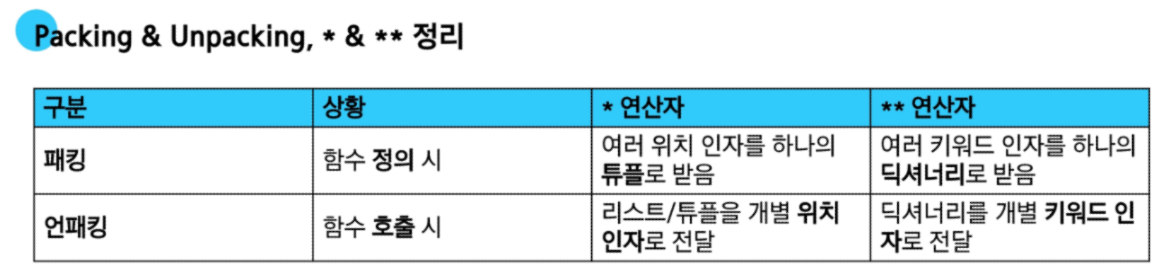 Packing & Unpacking, * & ** 정리
구분 상황 * 연산자 ** 연산자
패킹 함수 정의 시 여러 위치 인자를 하나의 튜플로 받음 여러 키워드 인자를 하나의 딕셔너리로 받음
언패킹 함수 호출 시 리스트/튜플을 개별 위치 인자로 전달 딕셔너리를 개별 키워드 인자로 전달